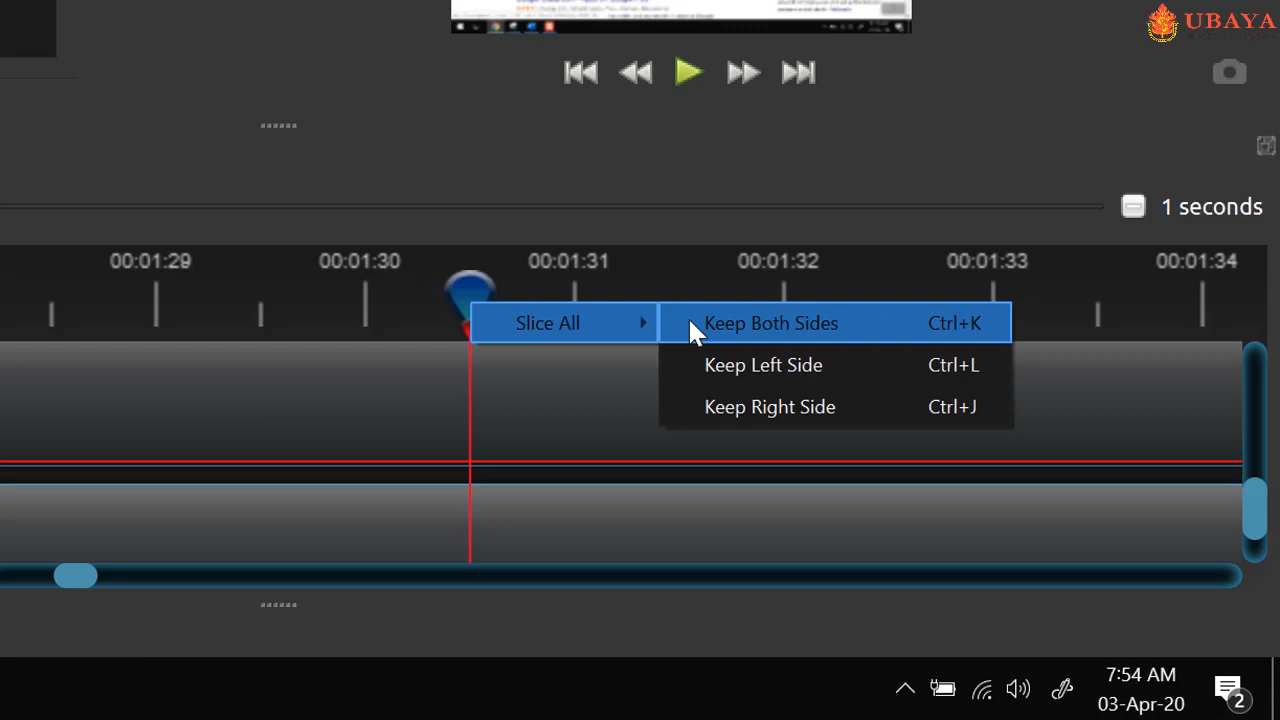 UBAYA
1 seconds
00:01:29 00:01:30 00:01:31 00:01:32 00:01:33 00:01:34
Slice All
Keep Both Sides Ctrl+K
Keep Left Side Ctrl+L
Keep Right Side Ctrl+J
7:54 AM
03-Apr-20
2